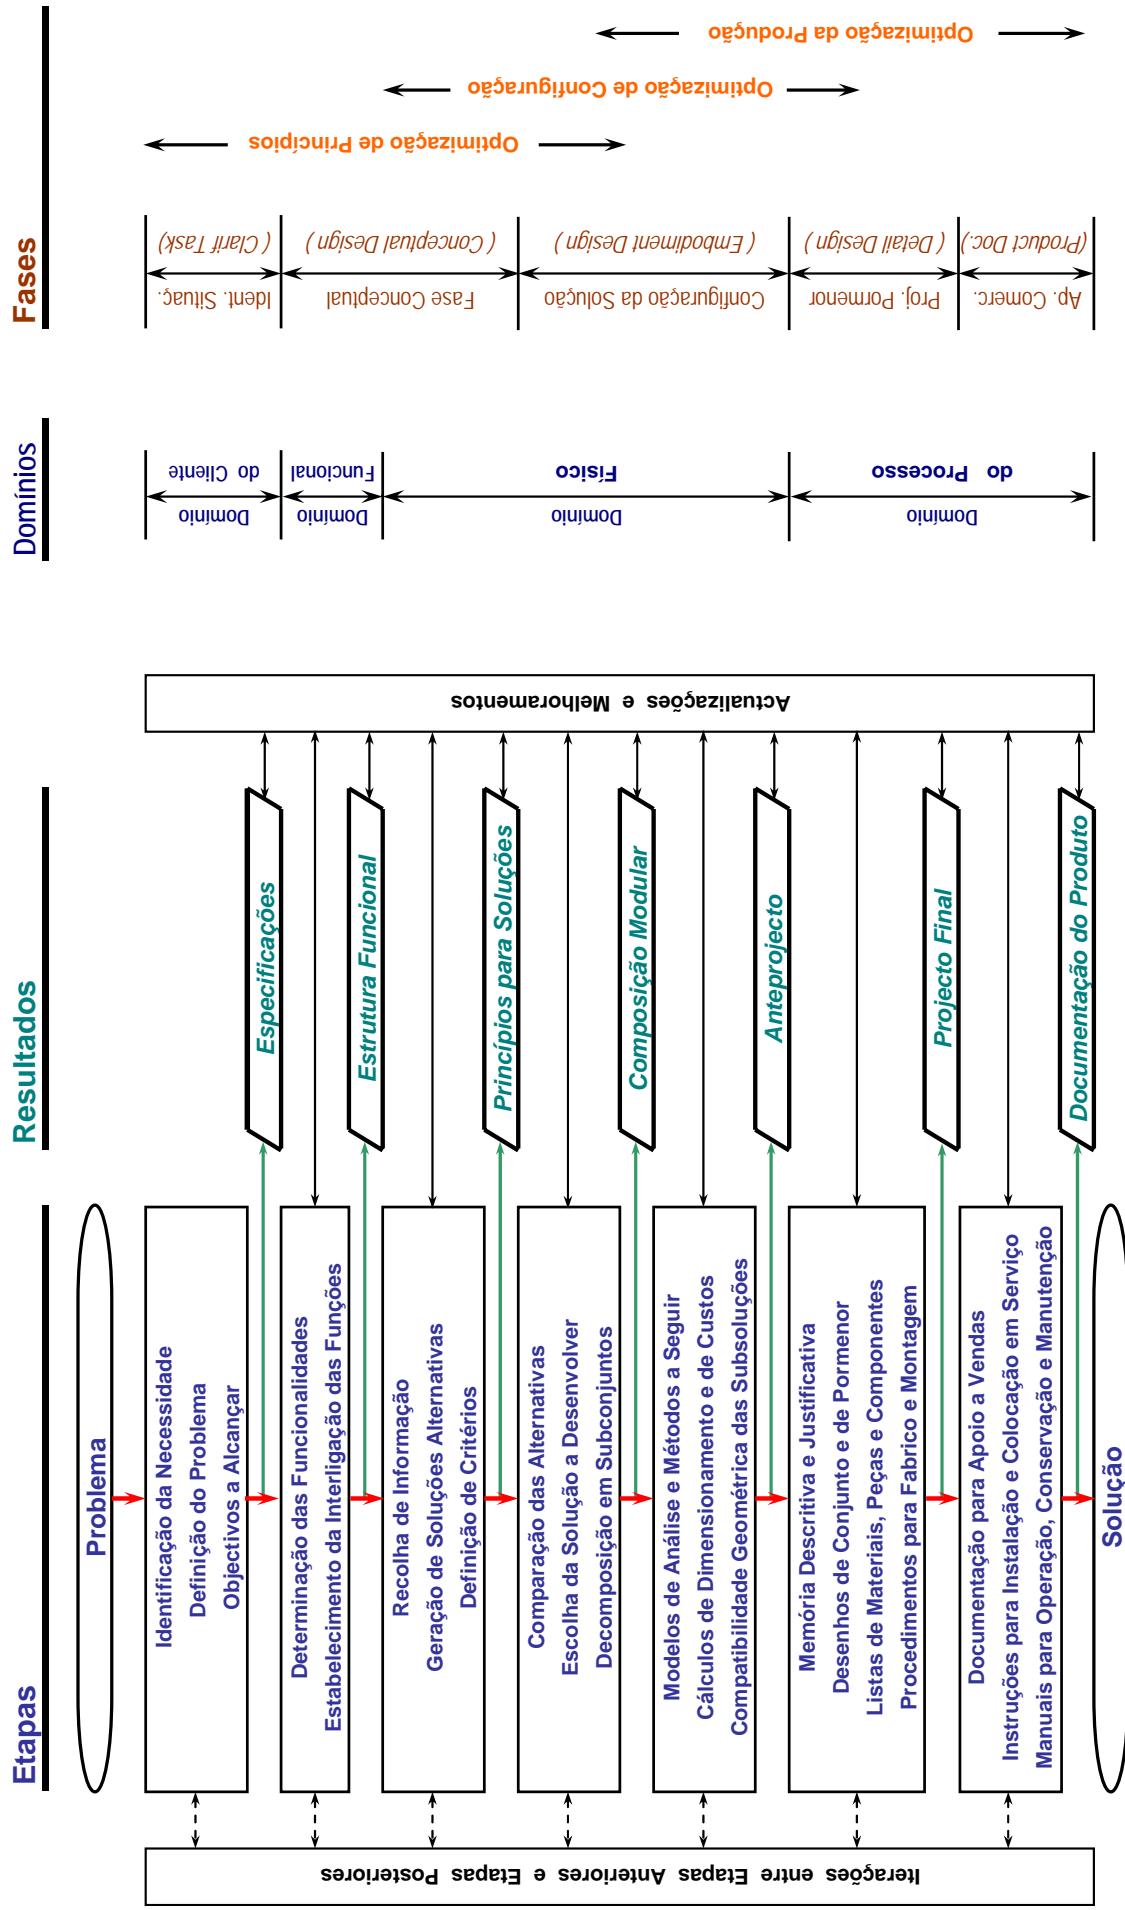 Etapas
Resultados
Domínios
Fases
Problema
Identificação da Necessidade
Definição do Problema
Objectivos a Alcançar
Determinação das Funcionalidades
Estabelecimento da Interligação das Funções
Recolha de Informação
Geração de Soluções Alternativas
Definição de Critérios
Comparação das Alternativas
Escolha da Solução a Desenvolver
Decomposição em Subconjuntos
Modelos de Análise e Métodos a Seguir
Cálculos de Dimensionamento e de Custos
Compatibilidade Geométrica das Subsoluções
Memória Descritiva e Justificativa
Desenhos de Conjunto e de Pormenor
Listas de Materiais, Peças e Componentes
Procedimentos para Fabrico e Montagem
Documentação para Apoio a Vendas
Instruções para Instalação e Colocação em Serviço
Manuais para Operação, Conservação e Manutenção
Solução
Iterações entre Etapas Anteriores e Etapas Posteriores
Especificações
Estrutura Funcional
Princípios para Soluções
Composição Modular
Anteprojecto
Projecto Final
Documentação do Produto
Actualizações e Melhoramentos
Domínio
do Cliente
Domínio
Funcional
Domínio
Físico
Domínio
do Processo
Ident. Situaç.
( Clarif Task)
Fase Conceptual
( Conceptual Design )
Configuração da Solução
( Embodiment Design )
Proj. Pormenor
( Detail Design )
Ap. Comerc.
(Product Doc.)
Optimização de Princípios
Optimização de Configuração
Optimização da Produção